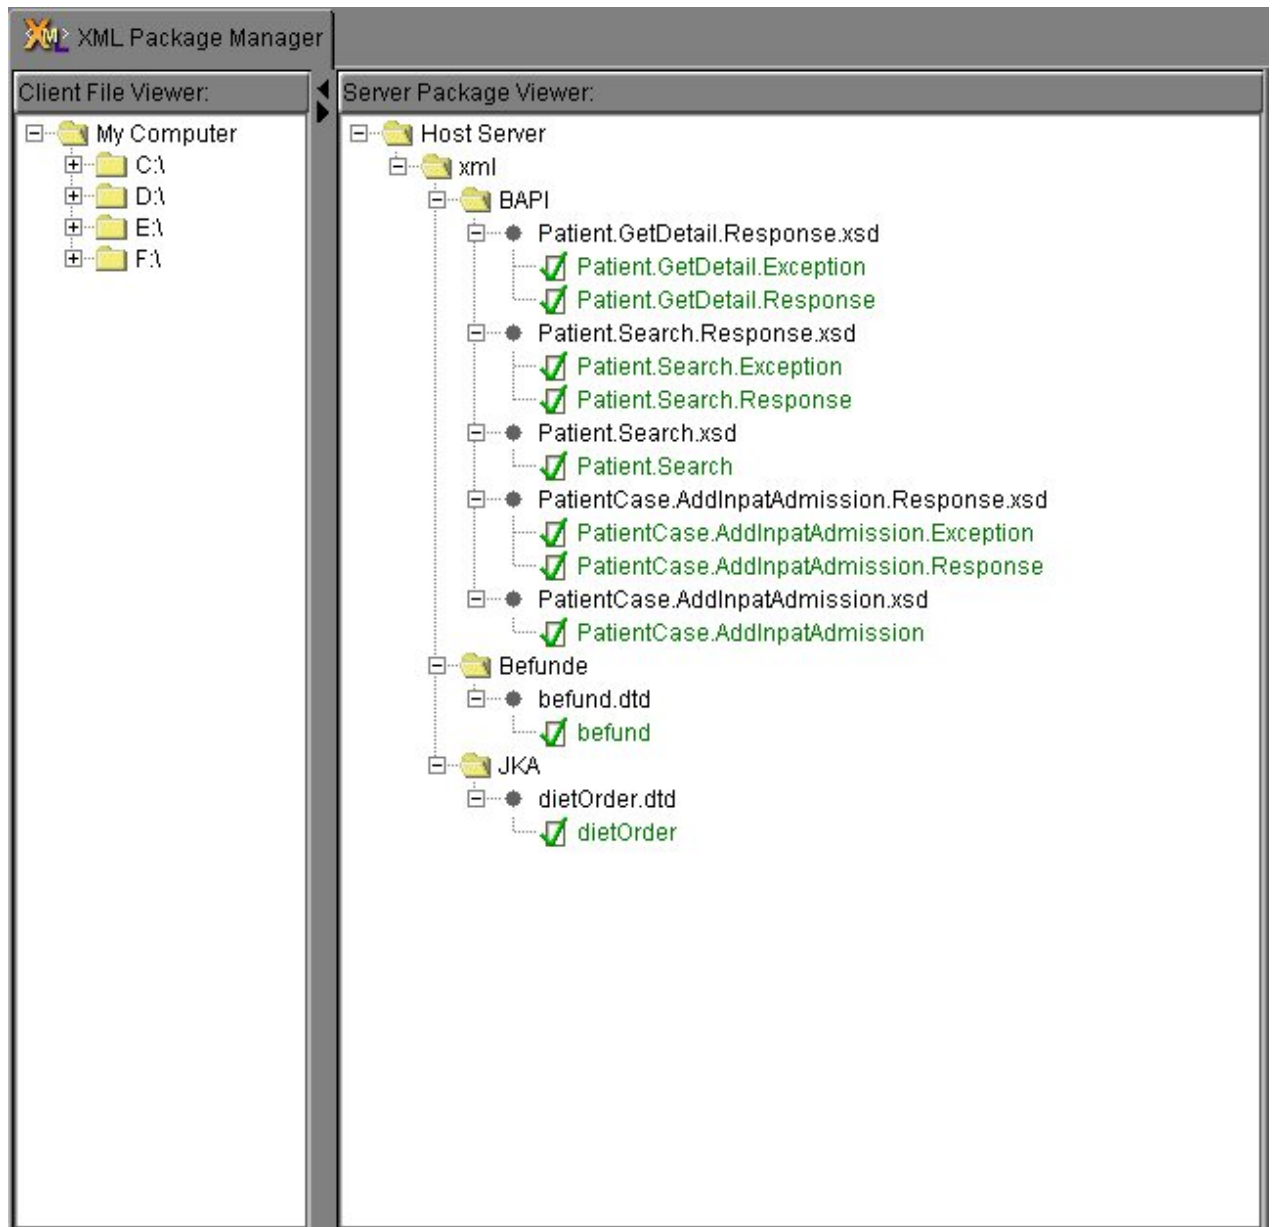 XML XML Package Manager
Client File Viewer:
My Computer
C:\
D:\
E:\
F:\
Server Package Viewer:
Host Server
xml
BAPI
Patient.GetDetail.Response.xsd
Patient.GetDetail.Exception
Patient.GetDetail.Response
Patient.Search.Response.xsd
Patient.Search.Exception
Patient.Search.Response
Patient.Search.xsd
Patient.Search
PatientCase.AddInpatAdmission.Response.xsd
PatientCase.AddInpatAdmission.Exception
PatientCase.AddInpatAdmission.Response
PatientCase.AddInpatAdmission.xsd
PatientCase.AddInpatAdmission
Befunde
befund.dtd
befund
JKA
dietOrder.dtd
dietOrder